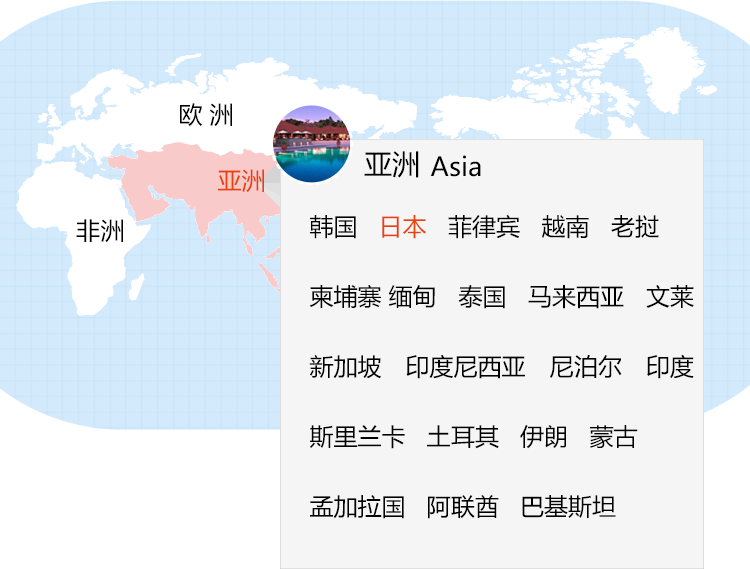 欧 洲
亚洲
非洲
亚洲 Asia
韩国 日本 菲律宾 越南 老挝
柬埔寨 缅甸 泰国 马来西亚 文莱
新加坡 印度尼西亚 尼泊尔 印度
斯里兰卡 土耳其 伊朗 蒙古
孟加拉国 阿联酋 巴基斯坦